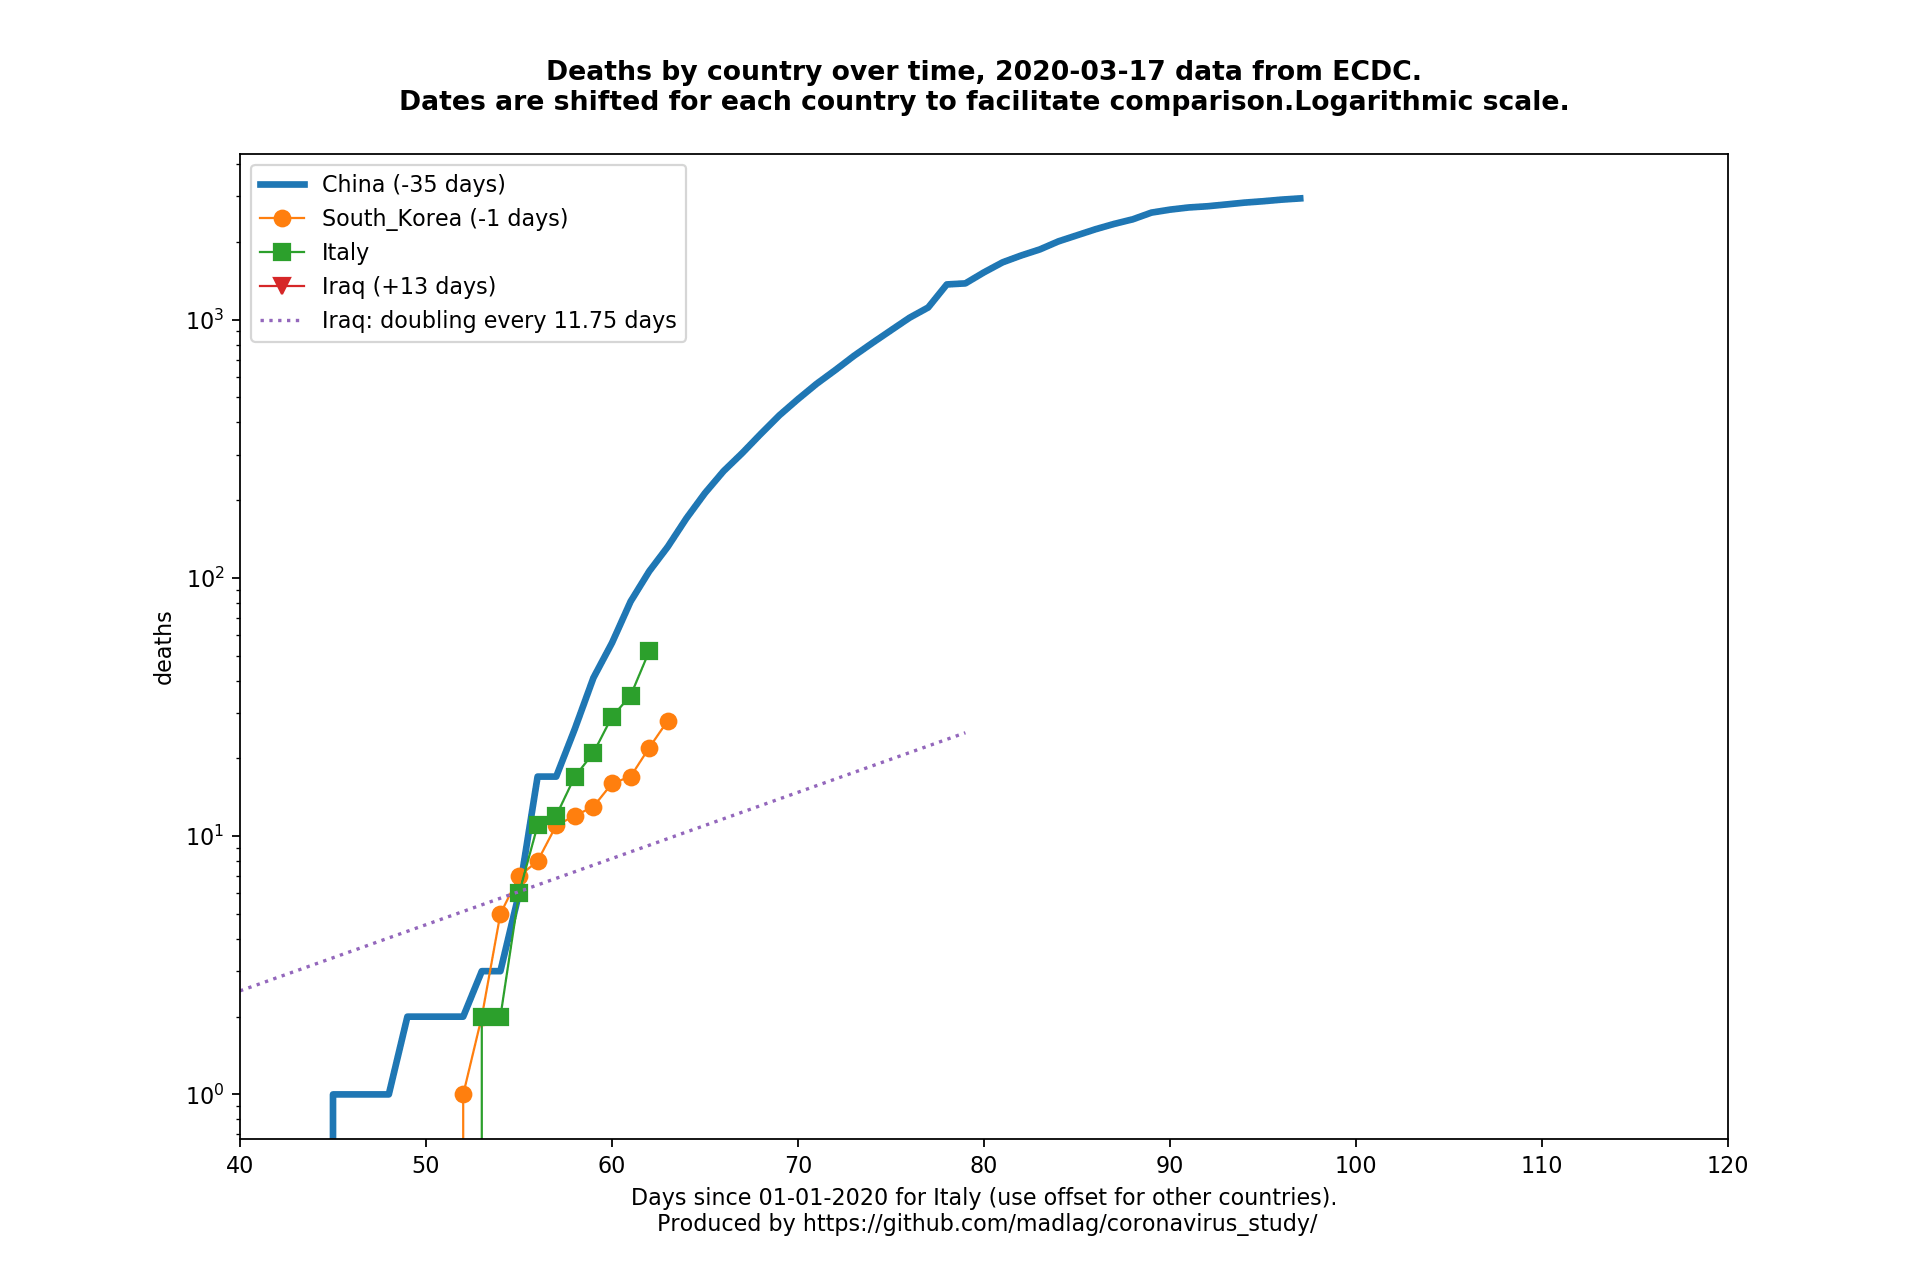 Deaths by country over time, 2020-03-17 data from ECDC.
Dates are shifted for each country to facilitate comparison.Logarithmic scale.
China (-35 days)
South_Korea (-1 days)
Italy
Iraq (+13 days)
Iraq: doubling every 11.75 days
deaths
10³
10²
10¹
10⁰
40 50 60 70 80 90 100 110 120
Days since 01-01-2020 for Italy (use offset for other countries).
Produced by https://github.com/madlag/coronavirus_study/